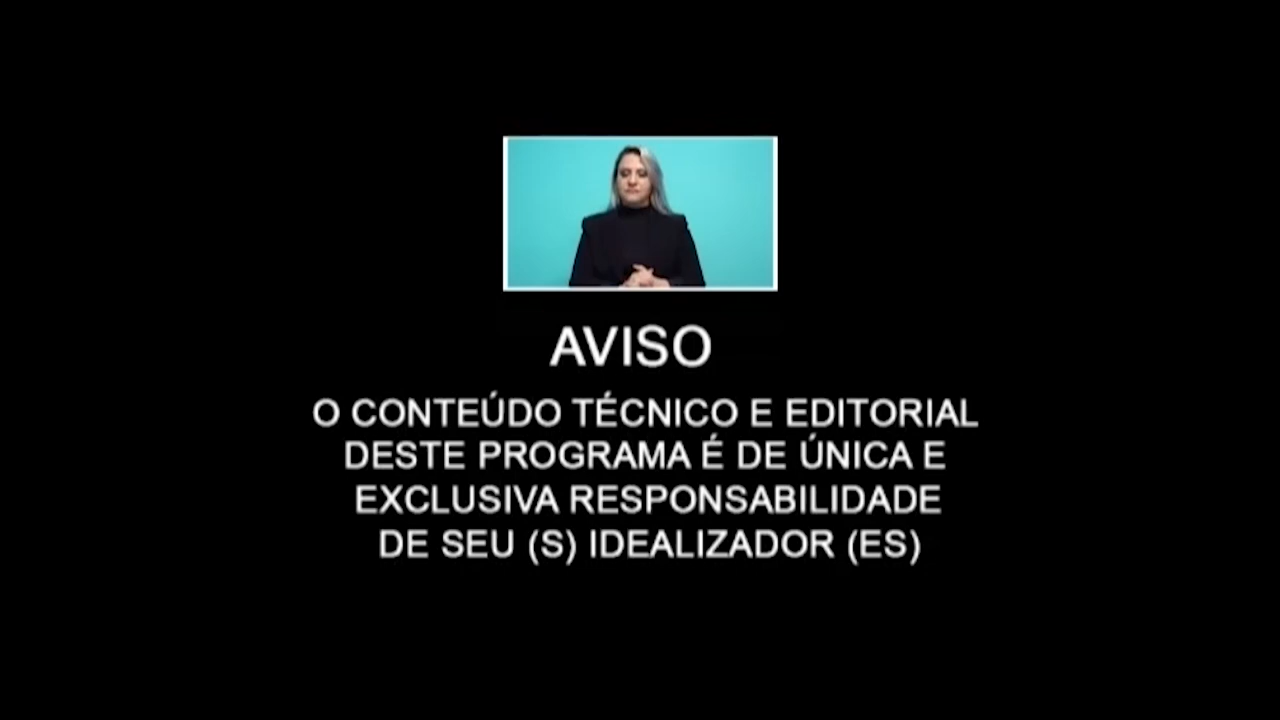 AVISO
O CONTEÚDO TÉCNICO E EDITORIAL
DESTE PROGRAMA É DE ÚNICA E
EXCLUSIVA RESPONSABILIDADE
DE SEU (S) IDEALIZADOR (ES)